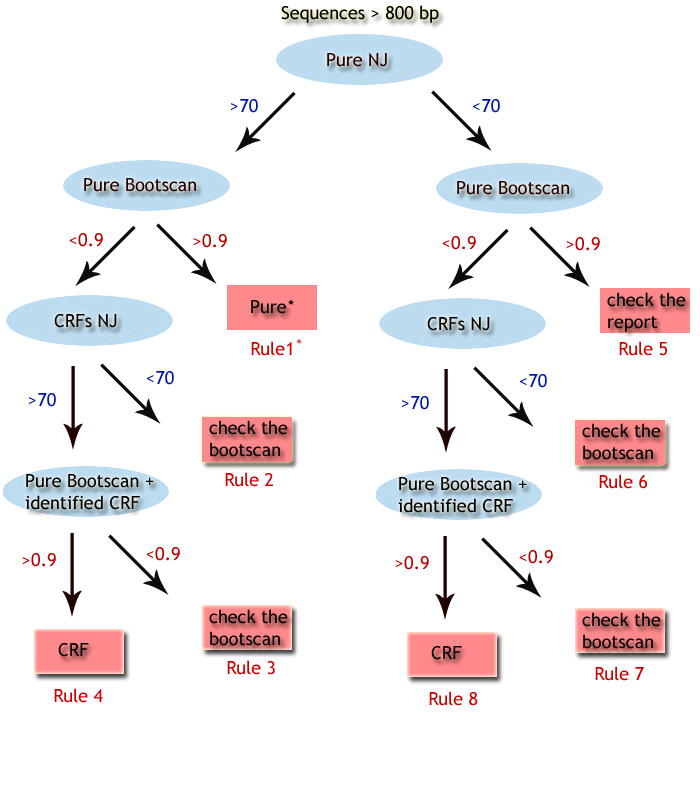 Sequences > 800 bp
Pure NJ
>70
<70
Pure Bootscan
Pure Bootscan
<0.9
>0.9
<0.9
>0.9
CRFs NJ
Pure*
Rule1*
CRFs NJ
check the
report
Rule 5
>70
<70
>70
<70
check the
bootscan
Rule 2
check the
bootscan
Rule 6
Pure Bootscan +
identified CRF
Pure Bootscan +
identified CRF
>0.9
<0.9
>0.9
<0.9
CRF
Rule 4
check the
bootscan
Rule 3
CRF
Rule 8
check the
bootscan
Rule 7